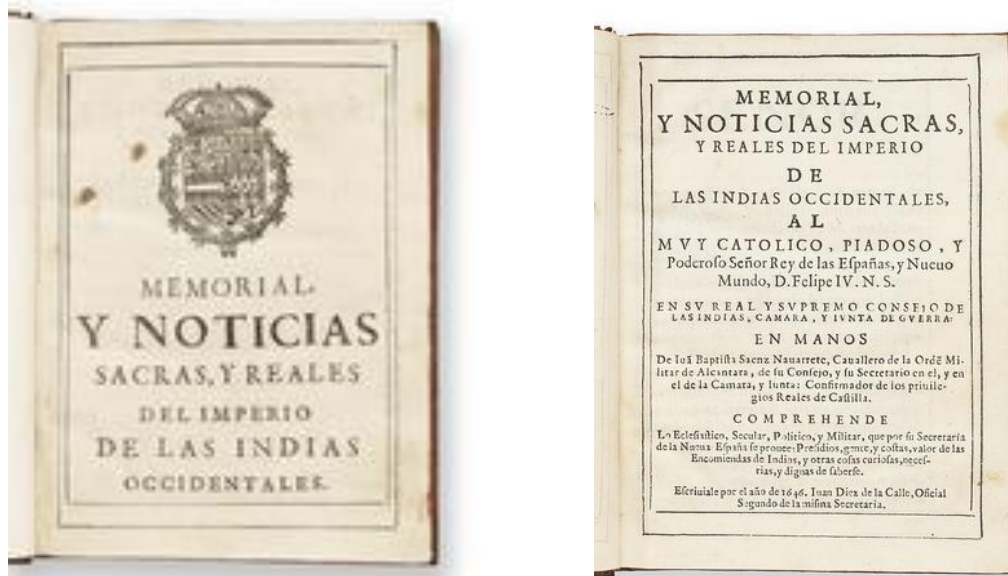 MEMORIAL,
Y NOTICIAS
SACRAS, Y REALES
DEL IMPERIO
DE LAS INDIAS
OCCIDENTALES.
MEMORIAL,
Y NOTICIAS SACRAS,
Y REALES DEL IMPERIO
DE
LAS INDIAS OCCIDENTALES,
AL
MVY CATOLICO, PIADOSO, Y
Poderoſo Señor Rey de las Eſpañas, y Nueuo
Mundo, D. Felipe IV. N. S.
EN SV REAL Y SVPREMO CONSEIO DE
LAS INDIAS, CAMARA, Y IVNTA DE GVERRA:
EN MANOS
De Iuã Baptiſta Saenz Nauarrete, Cauallero de la Ordẽ Mi-
litar de Alcantara, de ſu Conſejo, y ſu Secretario en el, y en
el de la Camara, y Iunta: Confirmador de los priuile-
gios Reales de Caſtilla.
COMPREHENDE
Lo Ecleſiaſtico, Secular, Politico, y Militar, que por ſu Secretaria
de la Nueua Eſpaña ſe prouee: Preſidios, gente, y coſtas, valor de las
Encomiendas de Indios, y otras coſas curioſas, neceſ-
rias, y dignas de ſaberſe.
Eſcriuiale por el año de 1646. Iuan Diez de la Calle, Oficial
Segundo de la miſma Secretaria.